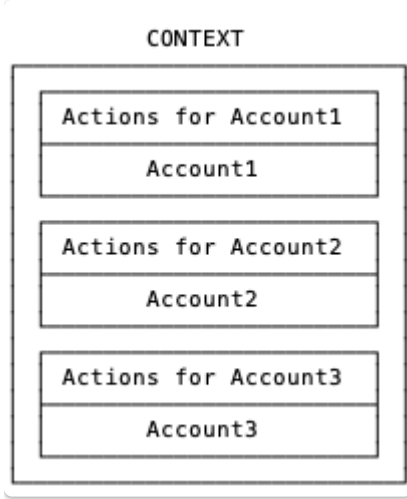 CONTEXT
Actions for Account1
Account1
Actions for Account2
Account2
Actions for Account3
Account3